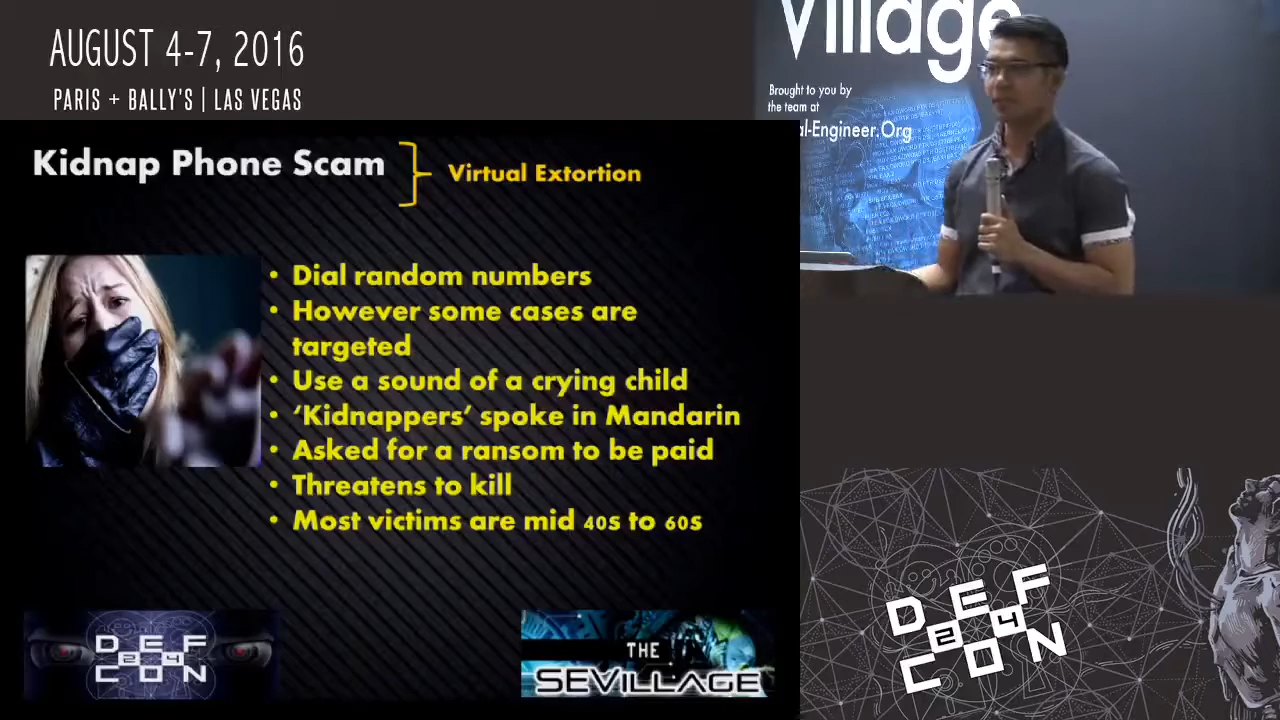 AUGUST 4-7, 2016
PARIS + BALLY'S | LAS VEGAS
Village
Brought to you by
the team at
al-Engineer.Org
Kidnap Phone Scam
Virtual Extortion
• Dial random numbers
• However some cases are
targeted
• Use a sound of a crying child
• ‘Kidnappers’ spoke in Mandarin
• Asked for a ransom to be paid
• Threatens to kill
• Most victims are mid 40s to 60s
DEF
24
CON
THE
SEVILLAGE
DEF
24
CON